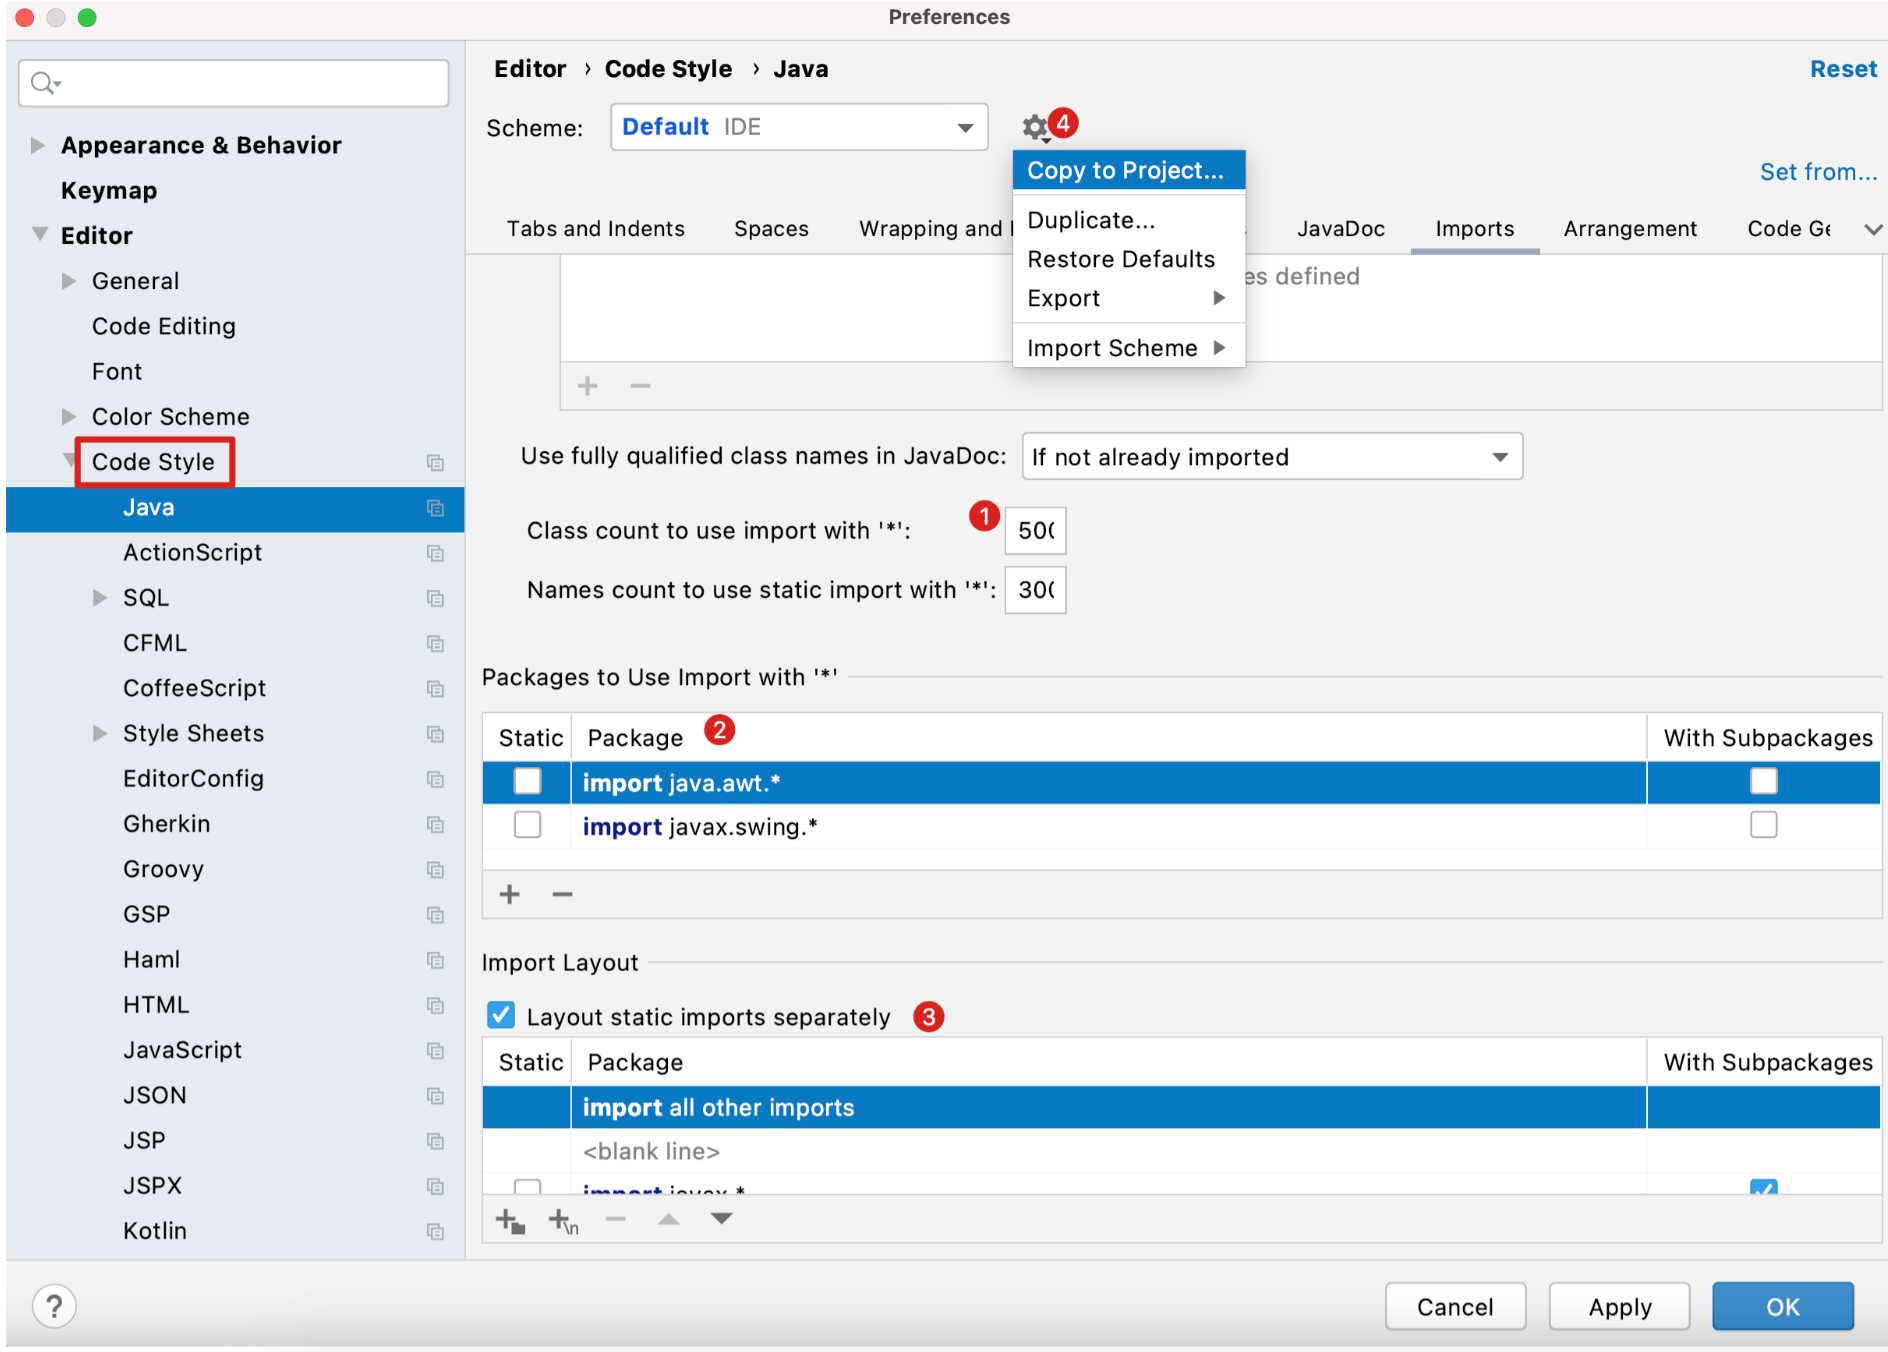 Preferences
Appearance & Behavior
Keymap
Editor
General
Code Editing
Font
Color Scheme
Code Style
Java
ActionScript
SQL
CFML
CoffeeScript
Style Sheets
EditorConfig
Gherkin
Groovy
GSP
Haml
HTML
JavaScript
JSON
JSP
JSPX
Kotlin
Editor › Code Style › Java
Reset
Scheme: Default IDE
4
Copy to Project...
Duplicate...
Restore Defaults
Export
Import Scheme
Set from...
Tabs and Indents Spaces Wrapping and JavaDoc Imports Arrangement Code
defined
Use fully qualified class names in JavaDoc: If not already imported
Class count to use import with '*': 1 500
Names count to use static import with '*': 300
Packages to Use Import with '*'
Static Package 2 With Subpackages
import java.awt.*
import javax.swing.*
Import Layout
Layout static imports separately 3
Static Package With Subpackages
import all other imports
<blank line>
import javax.*
\n
? Cancel Apply OK